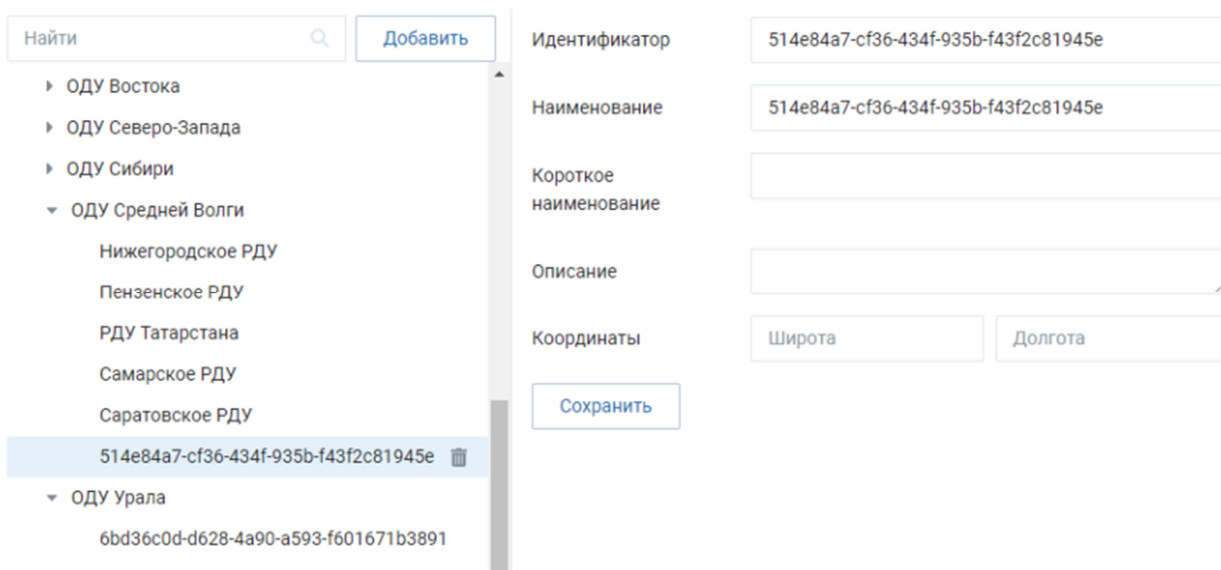 Найти
Добавить
ОДУ Востока
ОДУ Северо-Запада
ОДУ Сибири
ОДУ Средней Волги
Нижегородское РДУ
Пензенское РДУ
РДУ Татарстана
Самарское РДУ
Саратовское РДУ
514e84a7-cf36-434f-935b-f43f2c81945e
ОДУ Урала
6bd36c0d-d628-4a90-a593-f601671b3891
Идентификатор
514e84a7-cf36-434f-935b-f43f2c81945e
Наименование
514e84a7-cf36-434f-935b-f43f2c81945e
Короткое
наименование
Описание
Координаты
Широта
Долгота
Сохранить